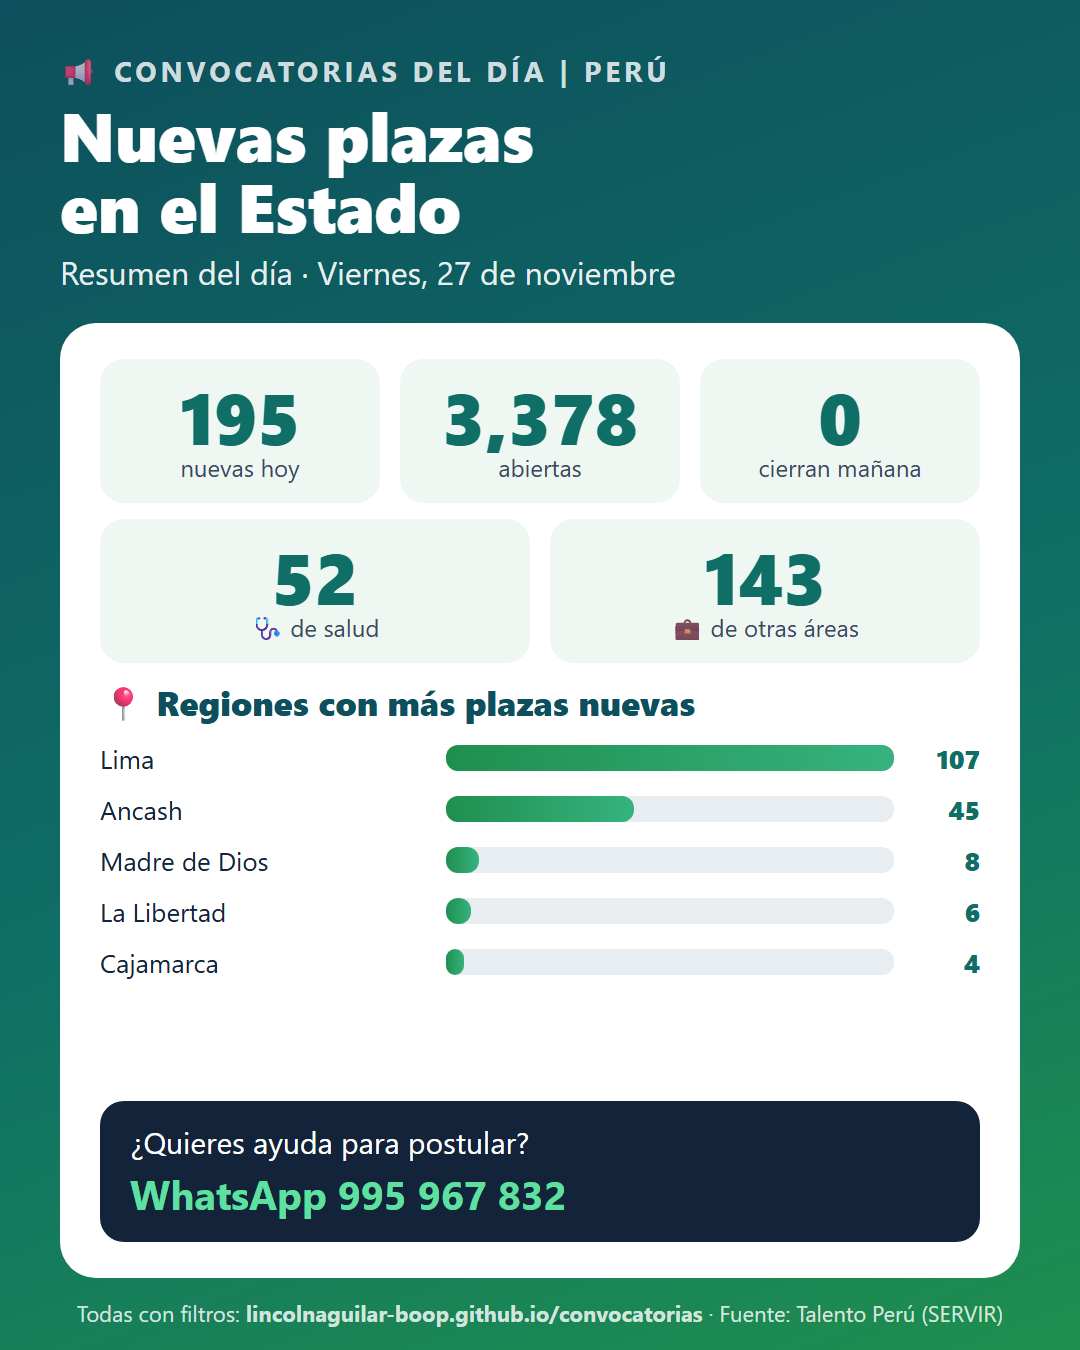 CONVOCATORIAS DEL DÍA | PERÚ
Nuevas plazas
en el Estado
Resumen del día · Viernes, 27 de noviembre
195
nuevas hoy
3,378
abiertas
0
cierran mañana
52
de salud
143
de otras áreas
Regiones con más plazas nuevas
Lima 107
Ancash 45
Madre de Dios 8
La Libertad 6
Cajamarca 4
¿Quieres ayuda para postular?
WhatsApp 995 967 832
Todas con filtros: lincolnaguilar-boop.github.io/convocatorias · Fuente: Talento Perú (SERVIR)